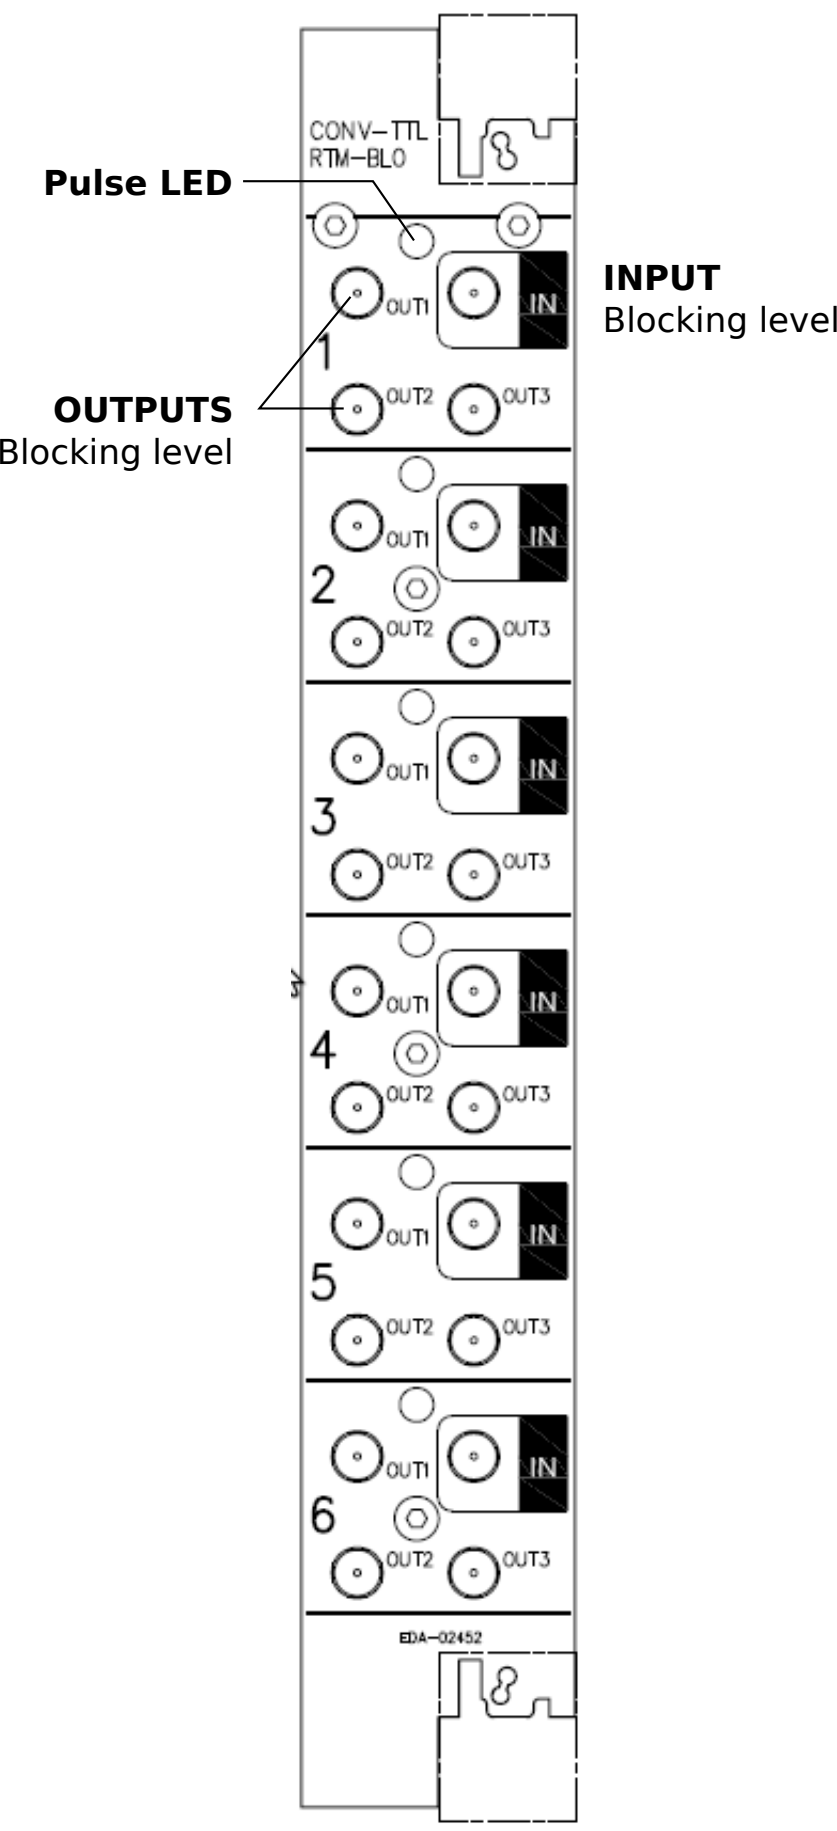 CONV-TTL
RTM-BLO
Pulse LED
INPUT
Blocking level
OUT1
IN
1
OUTPUTS
Blocking level
OUT2
OUT3
OUT1
IN
2
OUT2
OUT3
OUT1
IN
3
OUT2
OUT3
OUT1
IN
4
OUT2
OUT3
OUT1
IN
5
OUT2
OUT3
OUT1
IN
6
OUT2
OUT3
EDA-02452